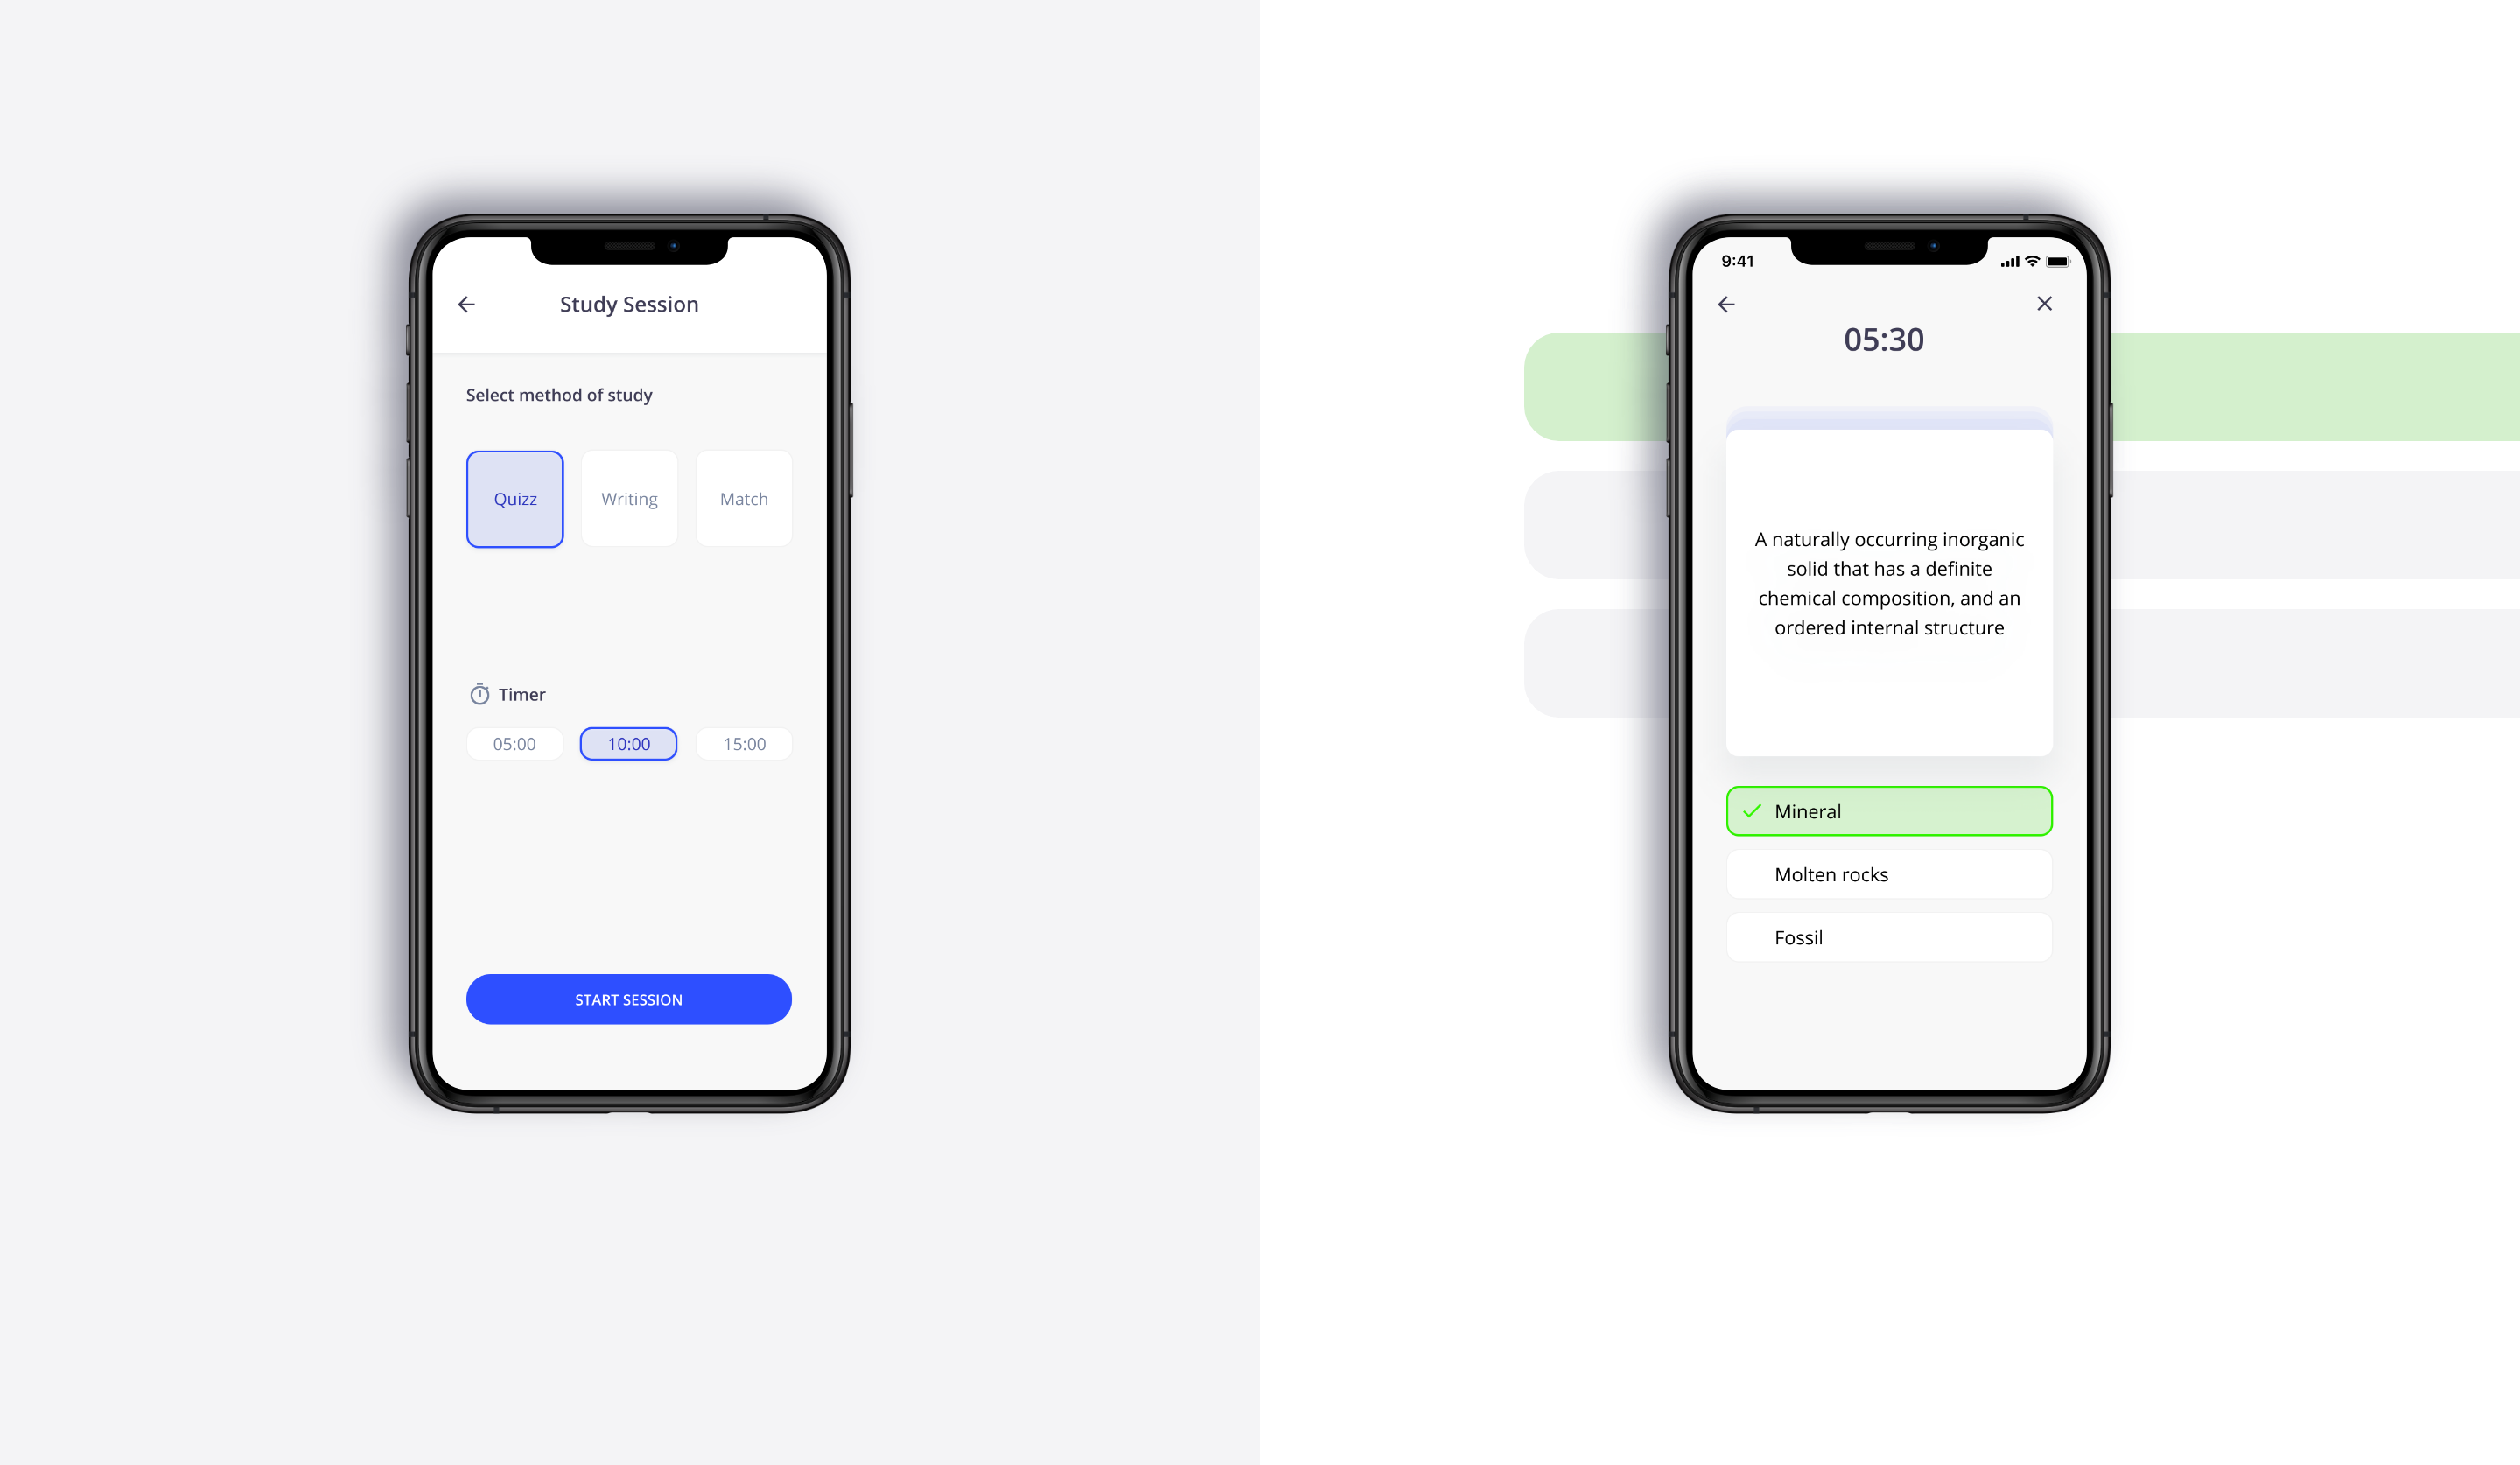 Study Session
Select method of study
Quizz
Writing
Match
Timer
05:00
10:00
15:00
START SESSION
9:41
05:30
A naturally occurring inorganic
solid that has a definite
chemical composition, and an
ordered internal structure
Mineral
Molten rocks
Fossil